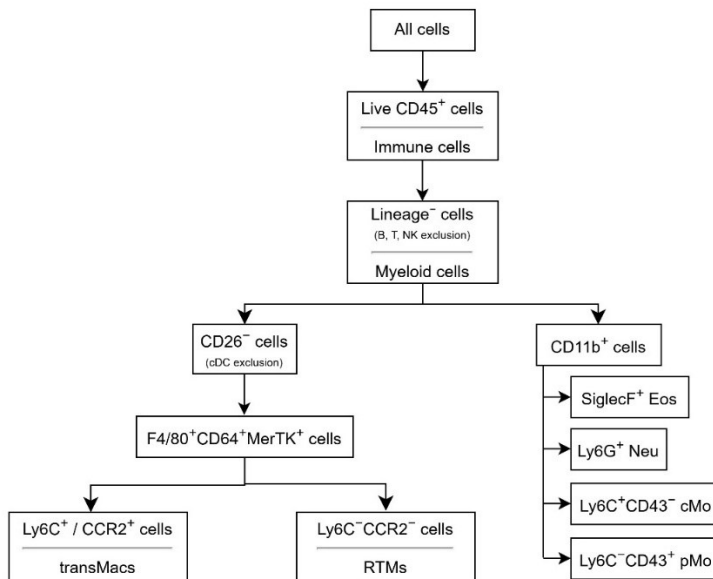 All cells
Live CD45⁺ cells
Immune cells
Lineage⁻ cells
(B, T, NK exclusion)
Myeloid cells
CD26⁻ cells
(cDC exclusion)
CD11b⁺ cells
SiglecF⁺ Eos
F4/80⁺CD64⁺MerTK⁺ cells
Ly6G⁺ Neu
Ly6C⁺CD43⁻ cMo
Ly6C⁺ / CCR2⁺ cells
transMacs
Ly6C⁻CCR2⁻ cells
RTMs
Ly6C⁻CD43⁺ pMo